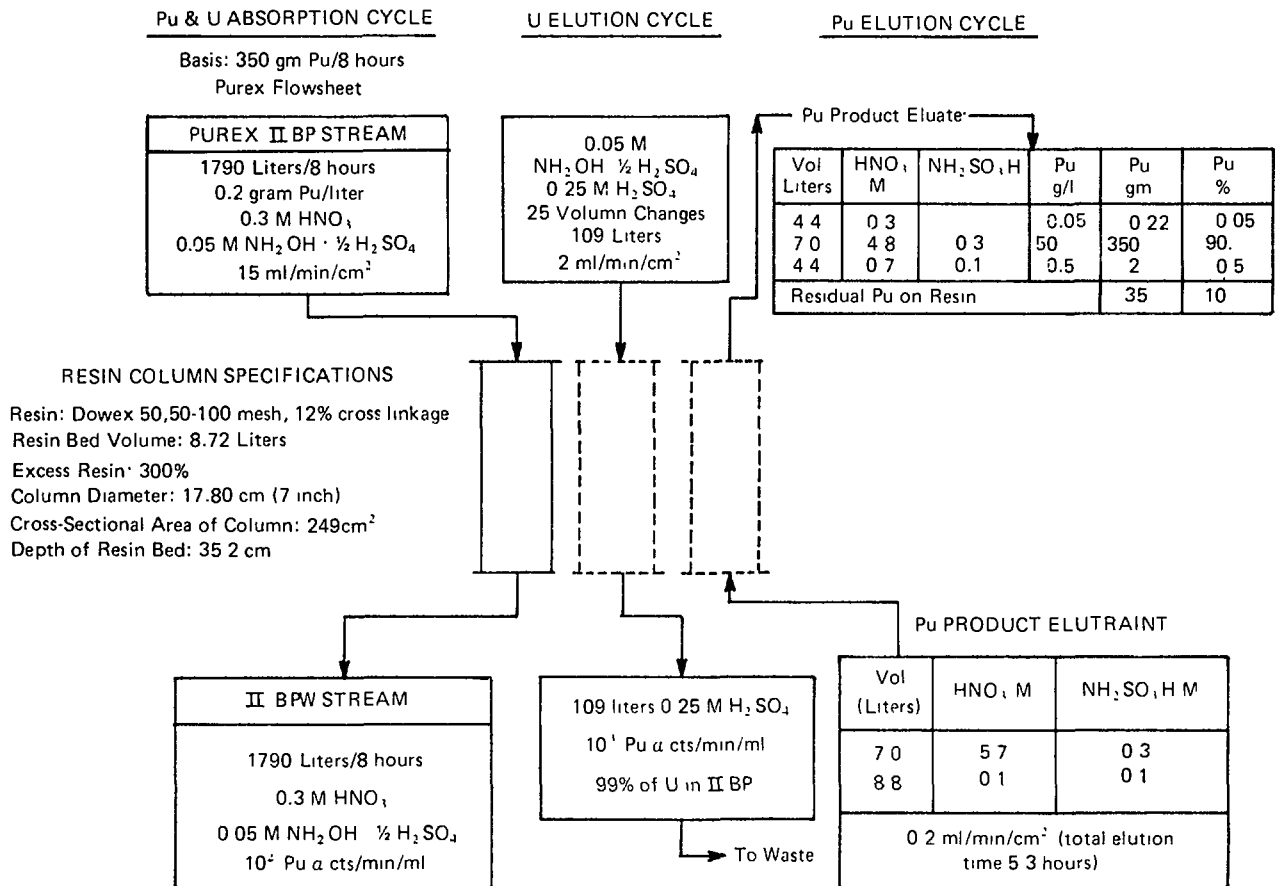 Pu & U ABSORPTION CYCLE
Basis: 350 gm Pu/8 hours
Purex Flowsheet
PUREX II BP STREAM
1790 Liters/8 hours
0.2 gram Pu/liter
0.3 M HNO₃
0.05 M NH₂OH · ½ H₂SO₄
15 ml/min/cm²
U ELUTION CYCLE
0.05 M
NH₂OH ½ H₂SO₄
0 25 M H₂SO₄
25 Volumn Changes
109 Liters
2 ml/min/cm²
Pu ELUTION CYCLE
Pu Product Eluate
Vol Liters HNO₃ M NH₂SO₃H Pu g/l Pu gm Pu %
4 4 0 3 0.05 0 22 0 05
7 0 4 8 0 3 50 350 90.
4 4 0 7 0.1 0.5 2 0 5
Residual Pu on Resin 35 10
RESIN COLUMN SPECIFICATIONS
Resin: Dowex 50,50-100 mesh, 12% cross linkage
Resin Bed Volume: 8.72 Liters
Excess Resin· 300%
Column Diameter: 17.80 cm (7 inch)
Cross-Sectional Area of Column: 249cm²
Depth of Resin Bed: 35 2 cm
II BPW STREAM
1790 Liters/8 hours
0.3 M HNO₃
0 05 M NH₂OH ½ H₂SO₄
Pu α cts/min/ml
109 liters 0 25 M H₂SO₄
Pu α cts/min/ml
99% of U in II BP
To Waste
Pu PRODUCT ELUTRAINT
Vol (Liters) HNO₃ M NH₂SO₃H M
7 0 5 7 0 3
8 8 0 1 0 1
0 2 ml/min/cm² (total elution
time 5 3 hours)